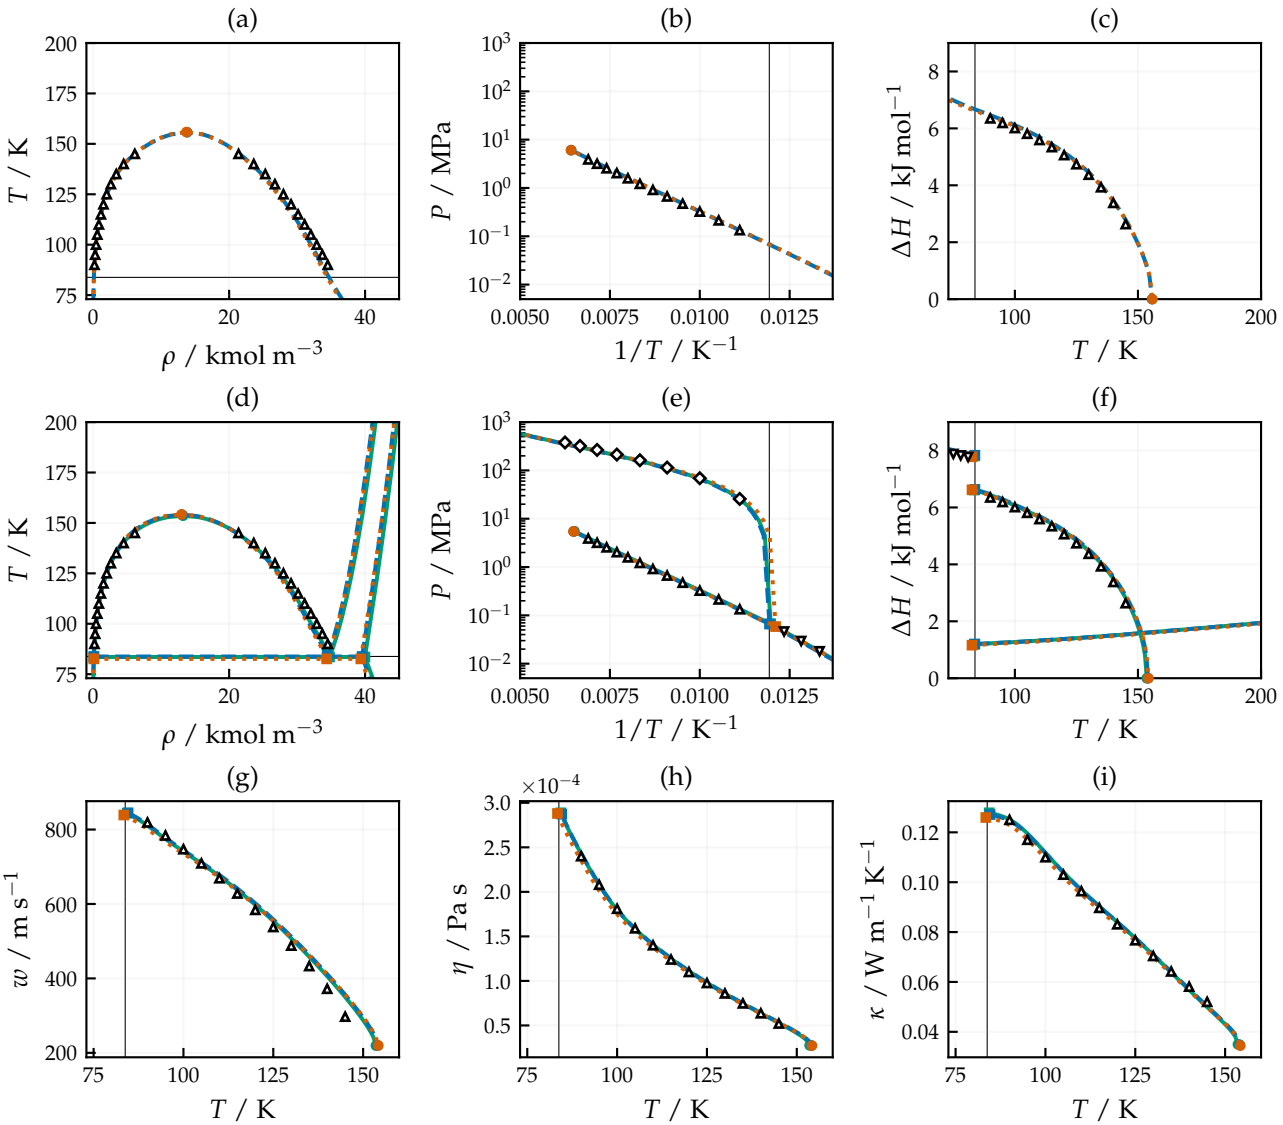 (a) (b) (c)
200 10³ 8
175 10² 6
150 10¹ 4
125 10⁰ 2
100 10⁻¹ 0
75 10⁻²
T / K P / MPa ΔH / kJ mol⁻¹
0 20 40 0.0050 0.0075 0.0100 0.0125 100 150 200
ρ / kmol m⁻³ 1/T / K⁻¹ T / K
(d) (e) (f)
200 10³ 8
175 10² 6
150 10¹ 4
125 10⁰ 2
100 10⁻¹ 0
75 10⁻²
T / K P / MPa ΔH / kJ mol⁻¹
0 20 40 0.0050 0.0075 0.0100 0.0125 100 150 200
ρ / kmol m⁻³ 1/T / K⁻¹ T / K
(g) (h) (i)
×10⁻⁴
800 3.0 0.12
600 2.5 0.10
400 2.0 0.08
200 1.5 0.06
1.0 0.04
0.5
w / m s⁻¹ η / Pa s κ / W m⁻¹ K⁻¹
75 100 125 150 75 100 125 150 75 100 125 150
T / K T / K T / K